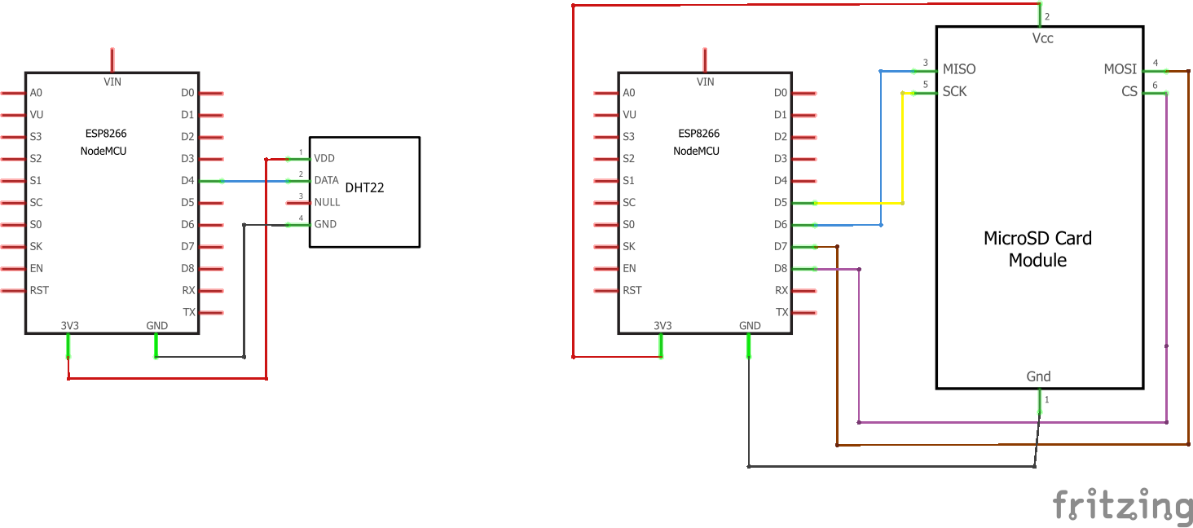 VIN
A0 D0
VU D1
S3 D2
S2 D3
S1 D4
SC D5
S0 D6
SK D7
EN D8
RST RX
TX
3V3 GND
ESP8266
NodeMCU
1 VDD
2 DATA
3 NULL
4 GND
DHT22
VIN
A0 D0
VU D1
S3 D2
S2 D3
S1 D4
SC D5
S0 D6
SK D7
EN D8
RST RX
TX
3V3 GND
ESP8266
NodeMCU
2
Vcc
3 MISO MOSI 4
5 SCK CS 6
MicroSD Card
Module
Gnd
1
fritzing